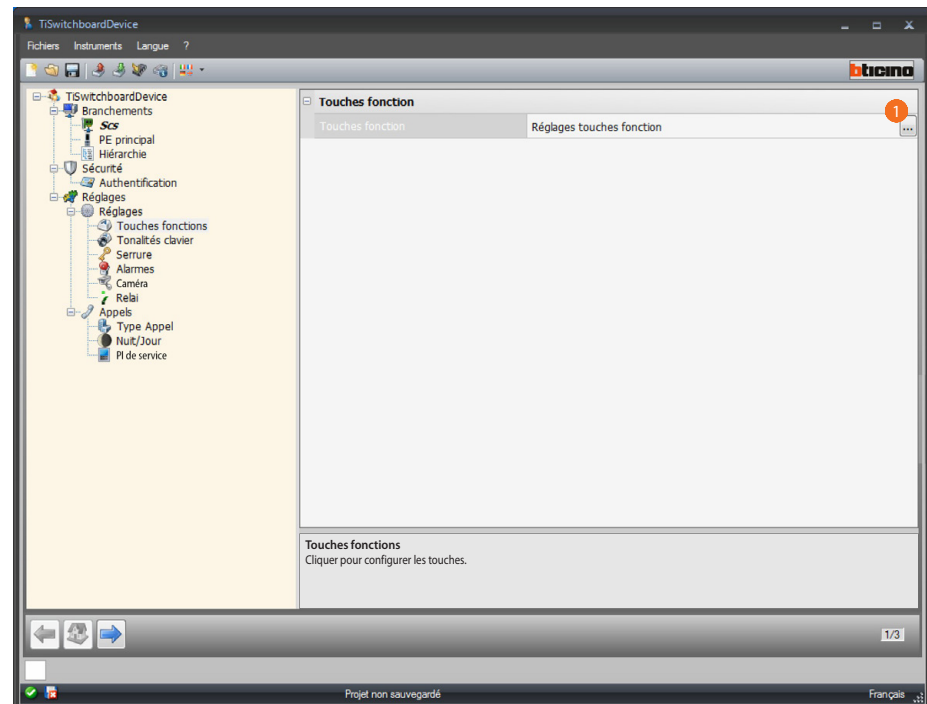 TiSwitchboardDevice
Fichiers Instruments Langue ?
bticino
TiSwitchboardDevice
Branchements
Scs
PE principal
Hiérarchie
Sécurité
Authentification
Réglages
Réglages
Touches fonctions
Tonalités clavier
Serrure
Alarmes
Caméra
Relai
Appels
Type Appel
Nuit/Jour
PI de service
Touches fonction
1
Touches fonction Réglages touches fonction ...
Touches fonctions
Cliquer pour configurer les touches.
1/3
Projet non sauvegardé Français